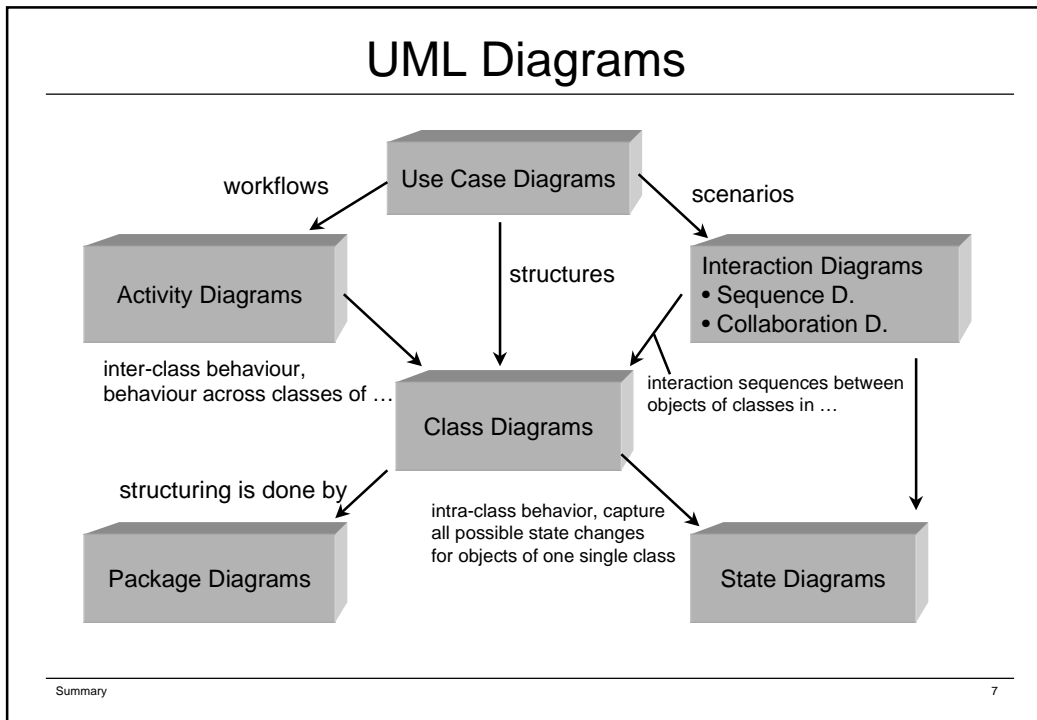 UML Diagrams
Use Case Diagrams
workflows
scenarios
Activity Diagrams
structures
Interaction Diagrams
• Sequence D.
• Collaboration D.
inter-class behaviour,
behaviour across classes of …
interaction sequences between
objects of classes in …
Class Diagrams
structuring is done by
intra-class behavior, capture
all possible state changes
for objects of one single class
Package Diagrams
State Diagrams
Summary
7